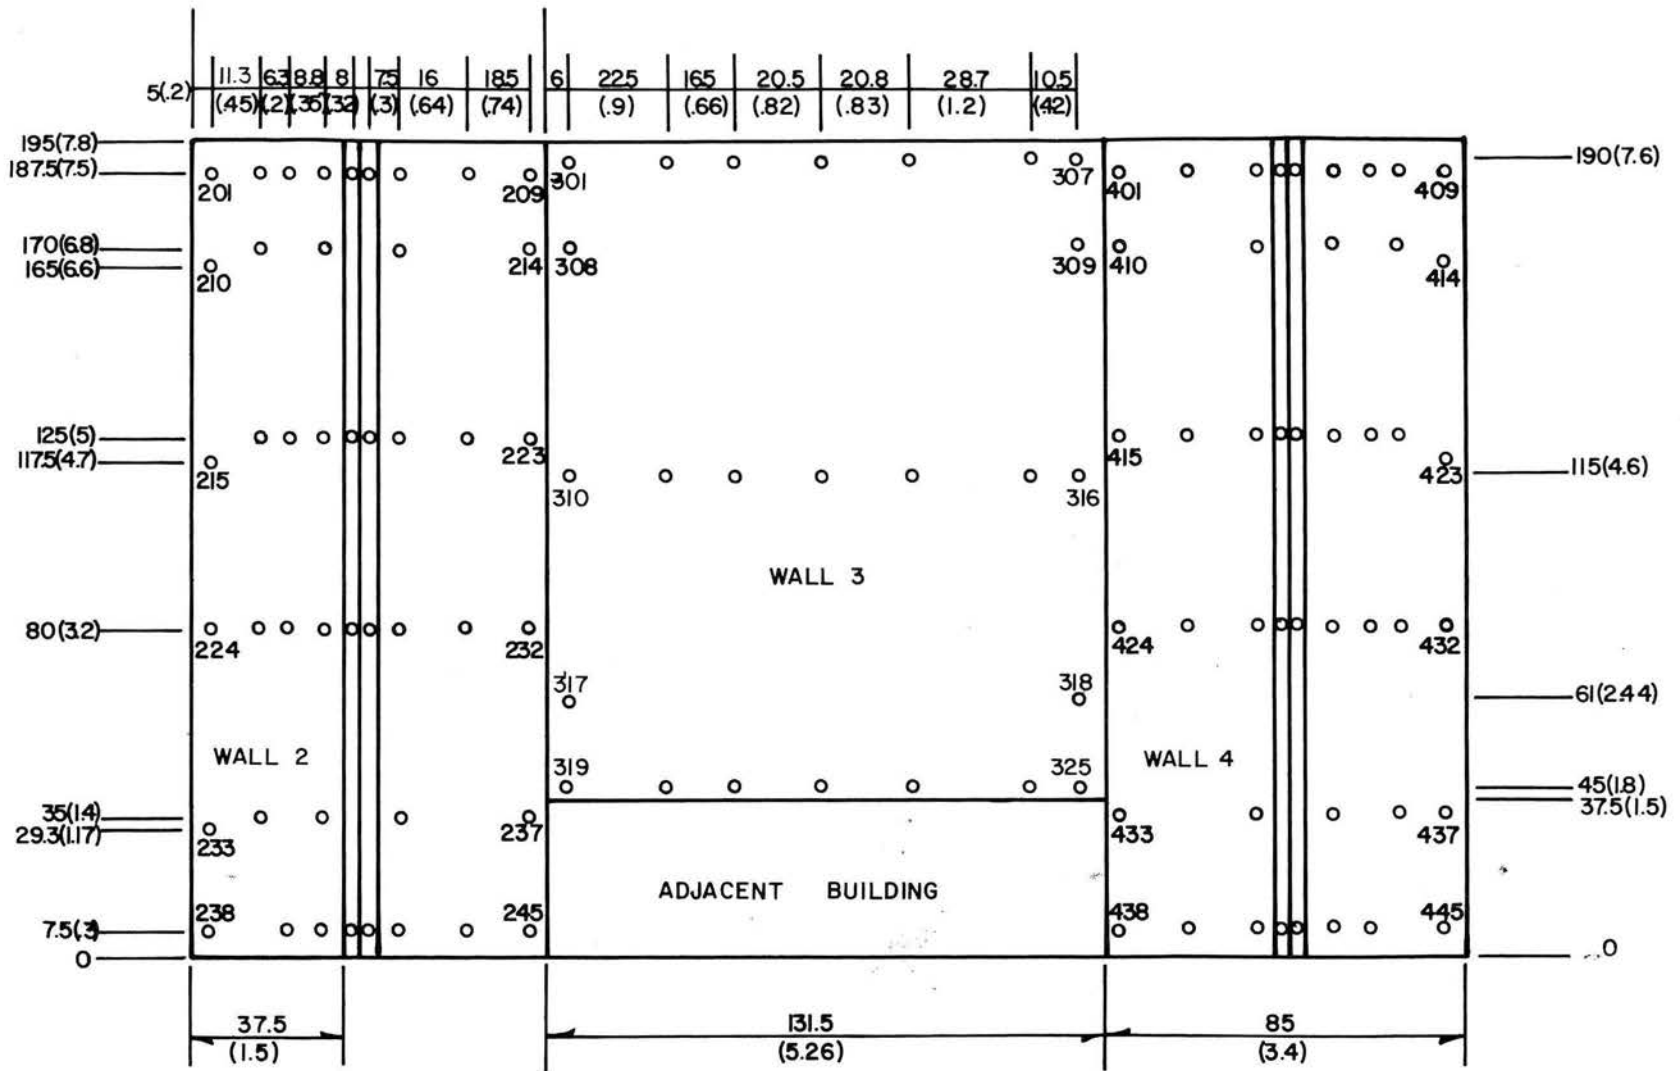 11.3 6.3 8.8 8 7.5 16 18.5 6 22.5 16.5 20.5 20.8 28.7 10.5
5(.2) (.45) (.3) (.64) (.74) (.9) (.66) (.82) (.83) (1.2) (.42)
195(7.8)
187.5(7.5) 190(7.6)
201 209 301 307 401 409
170(6.8)
165(6.6)
210 214 308 309 410 414
125(5)
117.5(4.7) 115(4.6)
215 223 310 316 415 423
WALL 3
80(3.2)
224 232 424 432
317 318
61(2.44)
WALL 2 WALL 4
319 325
45(1.8)
35(1.4) 37.5(1.5)
29.3(1.17)
233 237 433 437
ADJACENT BUILDING
238 245 438 445
7.5(.3)
0 0
37.5 131.5 85
(1.5) (5.26) (3.4)